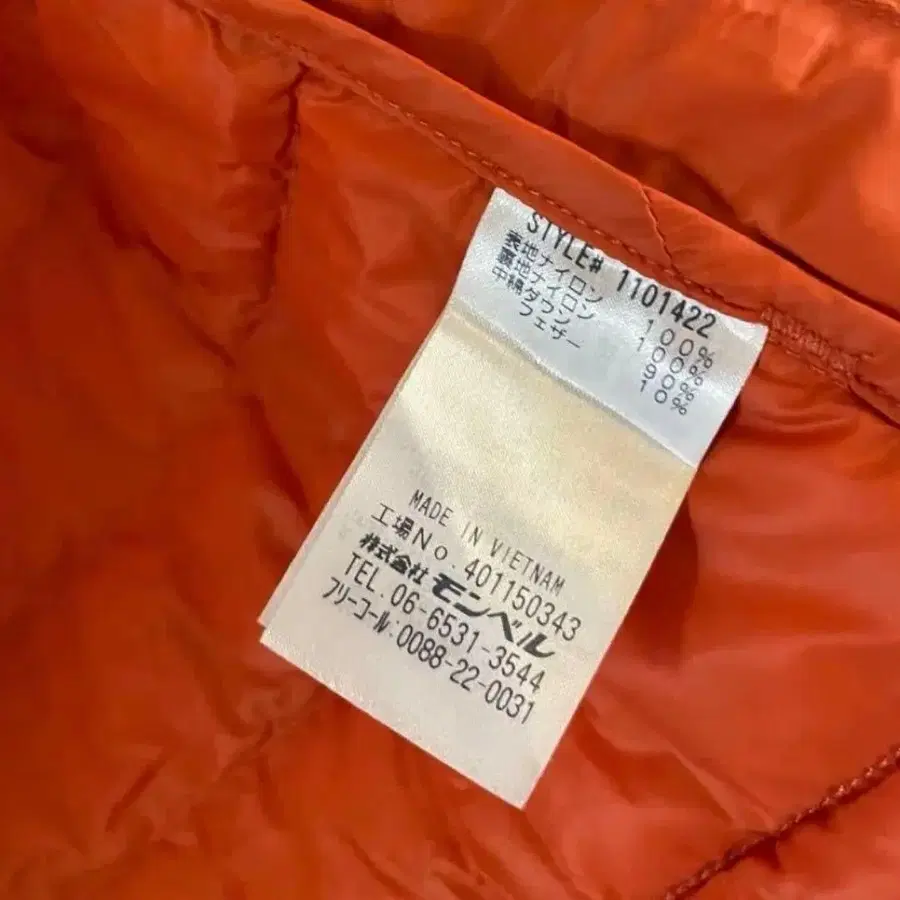 STYLE# 1101422
表地ナイロン 100%
裏地ナイロン 100%
中綿ダウン 90%
フェザー 10%
MADE IN VIETNAM
工場No. 401150343
株式会社モンベル
TEL. 06-6531-3544
フリーコール:0088-22-0031